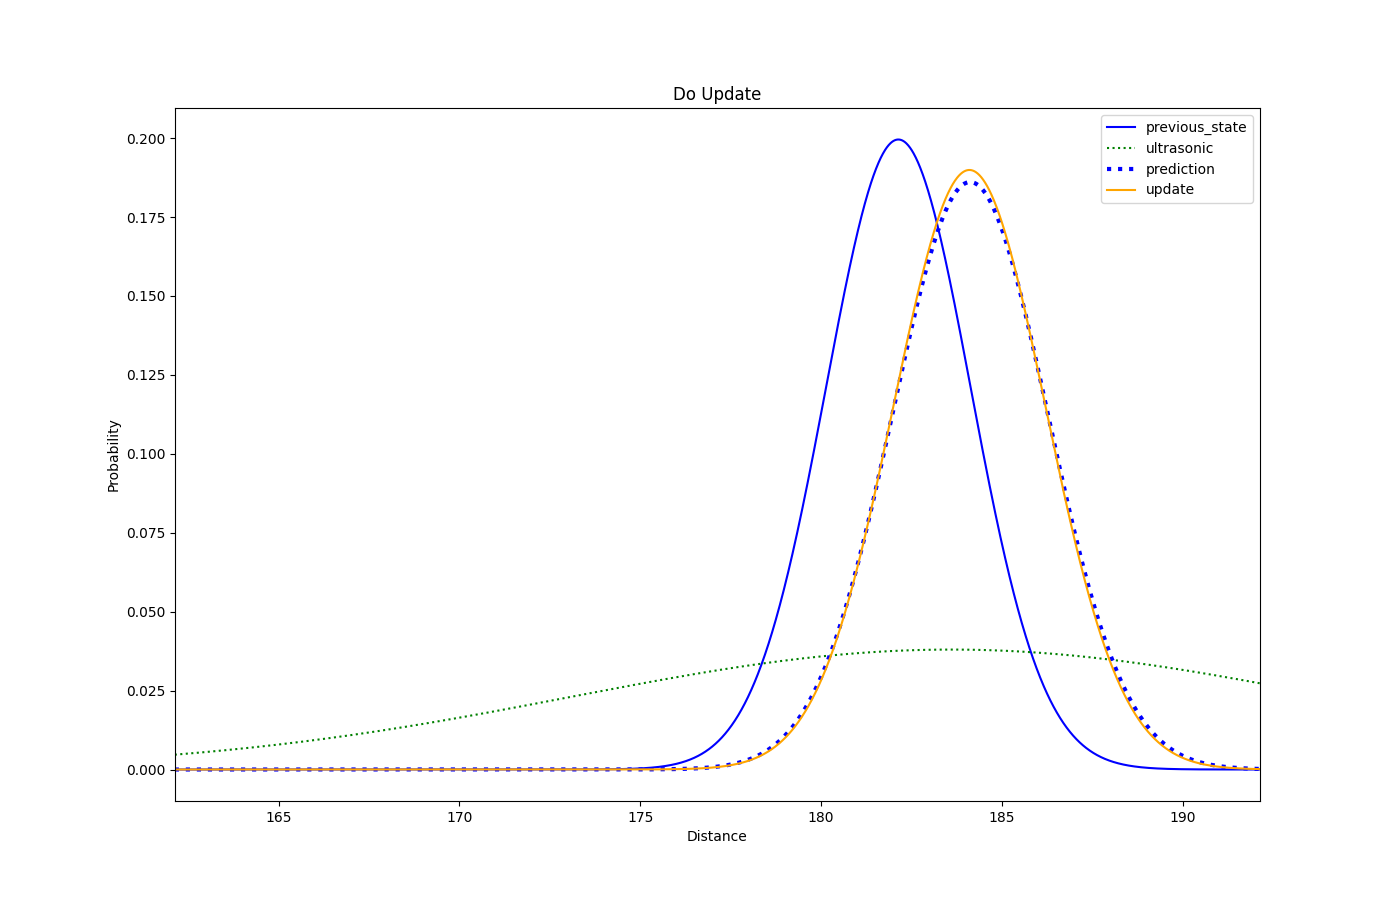 Do Update
previous_state
ultrasonic
prediction
update
Probability
0.200
0.175
0.150
0.125
0.100
0.075
0.050
0.025
0.000
165 170 175 180 185 190
Distance